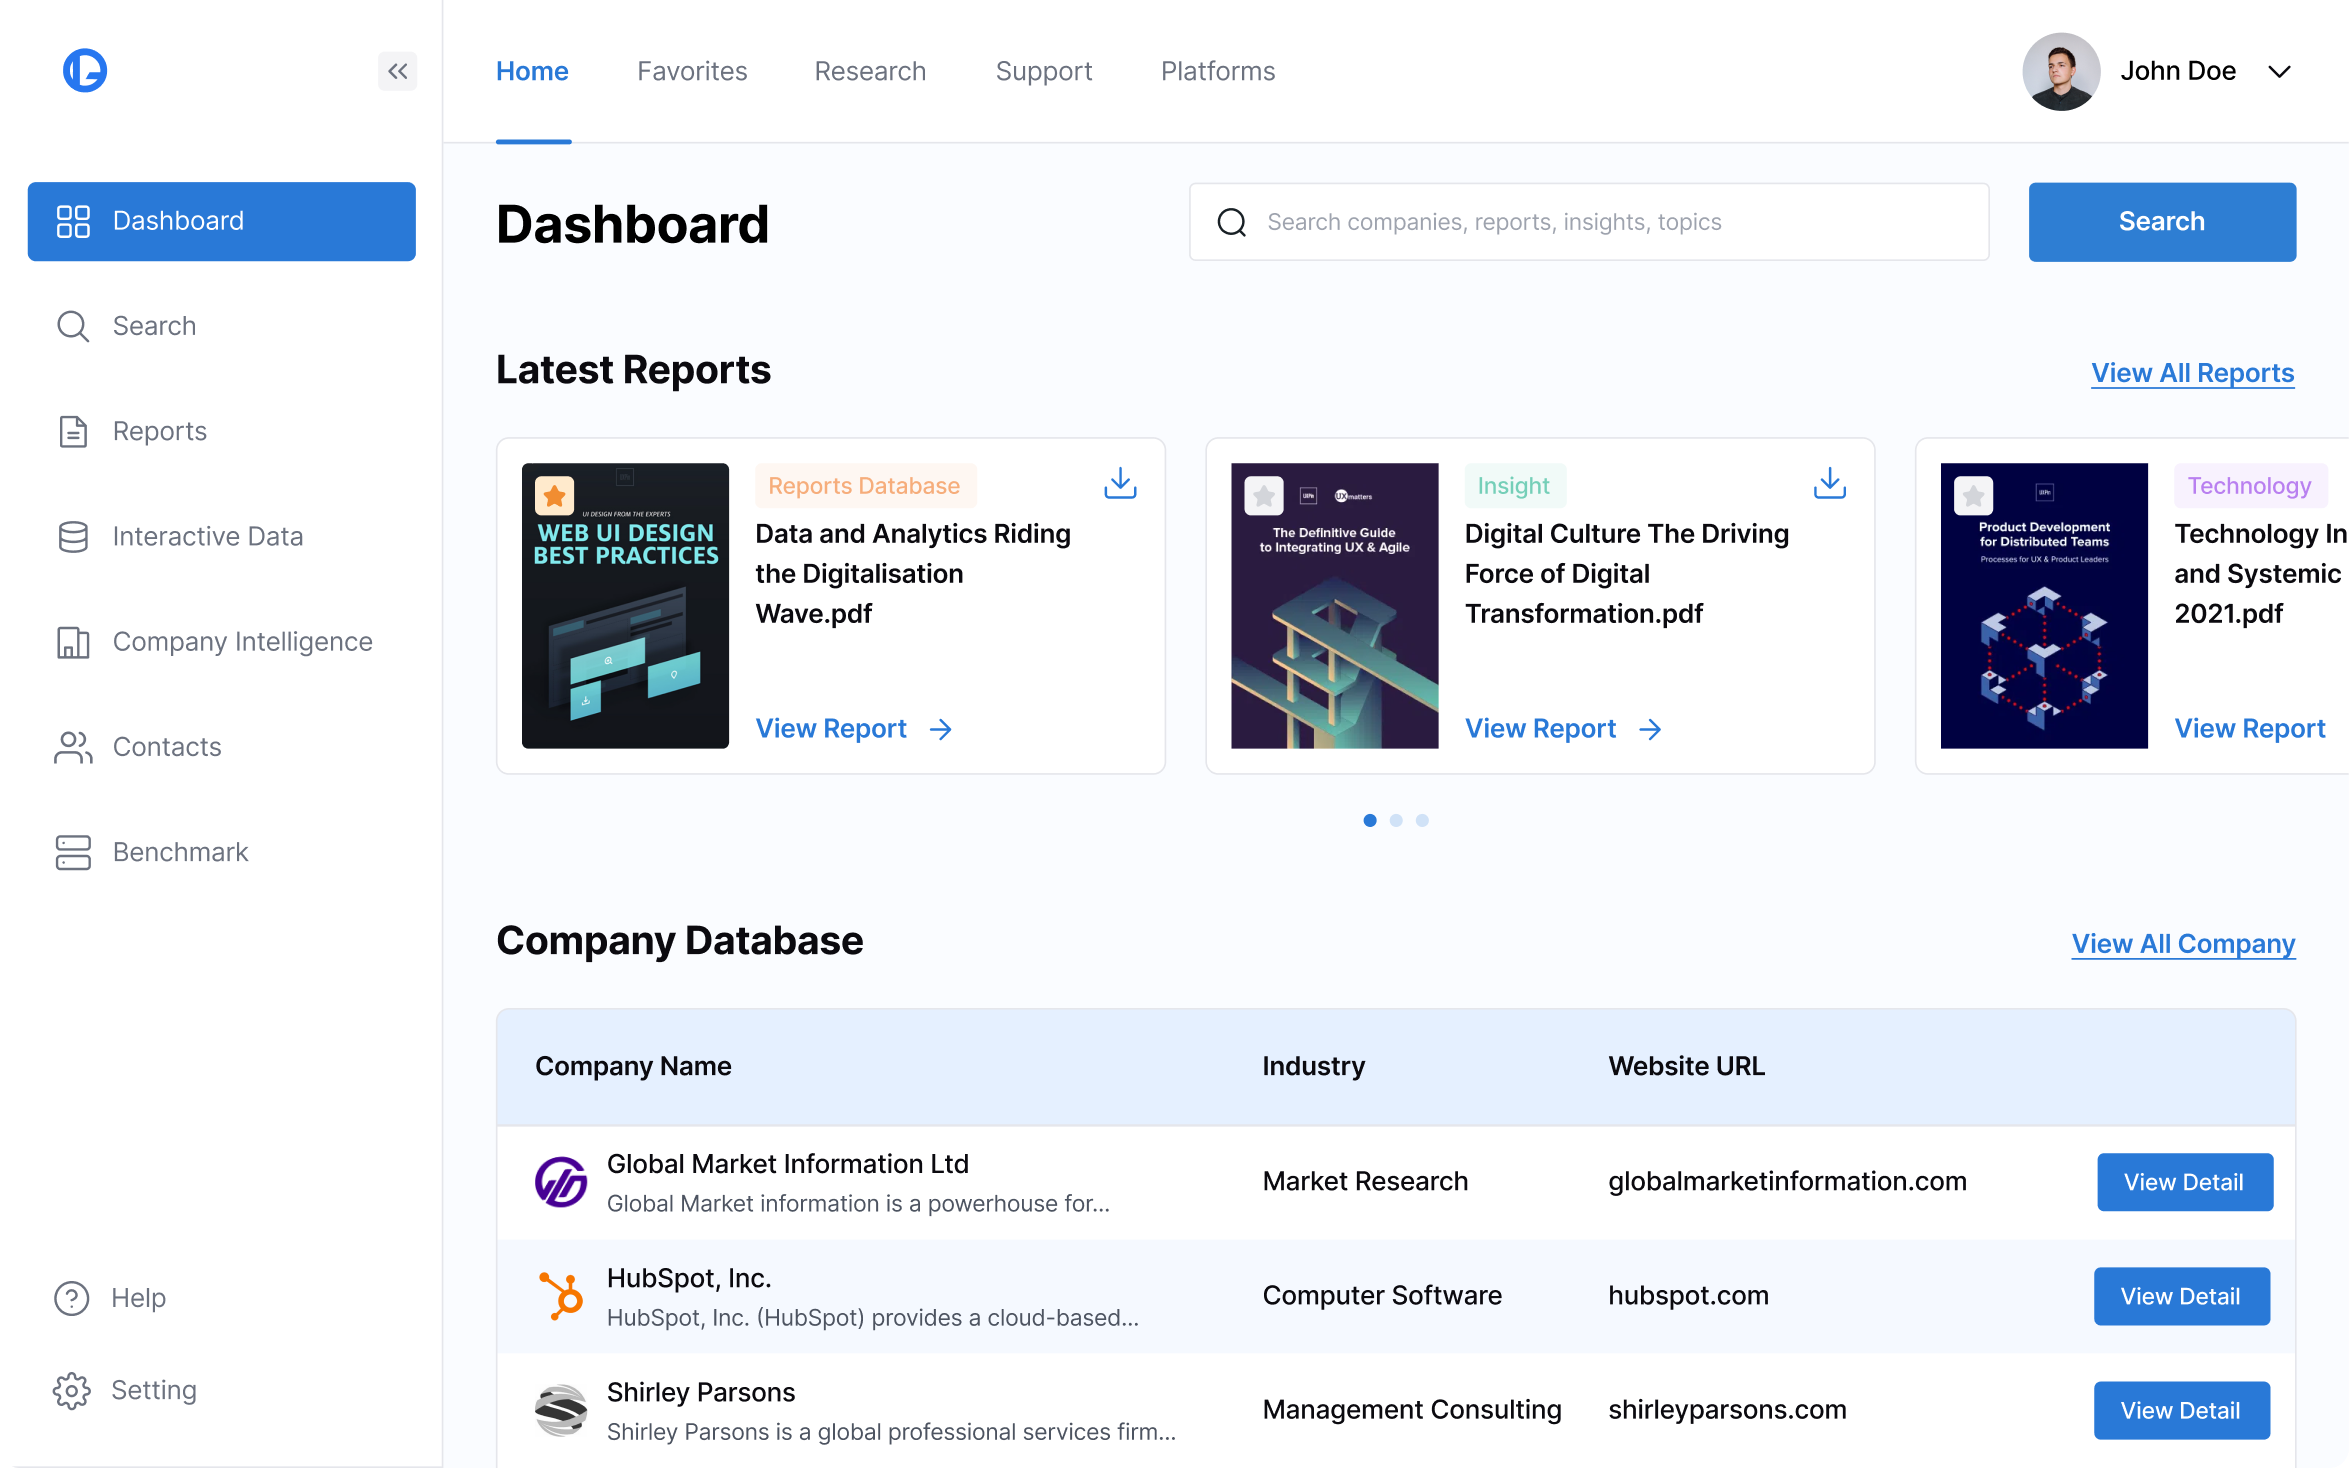 Home
Favorites
Research
Support
Platforms
John Doe
Dashboard
Search
Reports
Interactive Data
Company Intelligence
Contacts
Benchmark
Help
Setting
Dashboard
Search companies, reports, insights, topics
Search
Latest Reports
View All Reports
UI DESIGN FROM THE EXPERTS
WEB UI DESIGN
BEST PRACTICES
Reports Database
Data and Analytics Riding
the Digitalisation
Wave.pdf
View Report
UXPin
UXmatters
The Definitive Guide
to Integrating UX & Agile
Insight
Digital Culture The Driving
Force of Digital
Transformation.pdf
View Report
UXPin
Product Development
for Distributed Teams
Processes for UX & Product Leaders
Technology
Technology In
and Systemic
2021.pdf
View Report
Company Database
View All Company
Company Name
Industry
Website URL
Global Market Information Ltd
Global Market information is a powerhouse for...
Market Research
globalmarketinformation.com
View Detail
HubSpot, Inc.
HubSpot, Inc. (HubSpot) provides a cloud-based...
Computer Software
hubspot.com
View Detail
Shirley Parsons
Shirley Parsons is a global professional services firm...
Management Consulting
shirleyparsons.com
View Detail